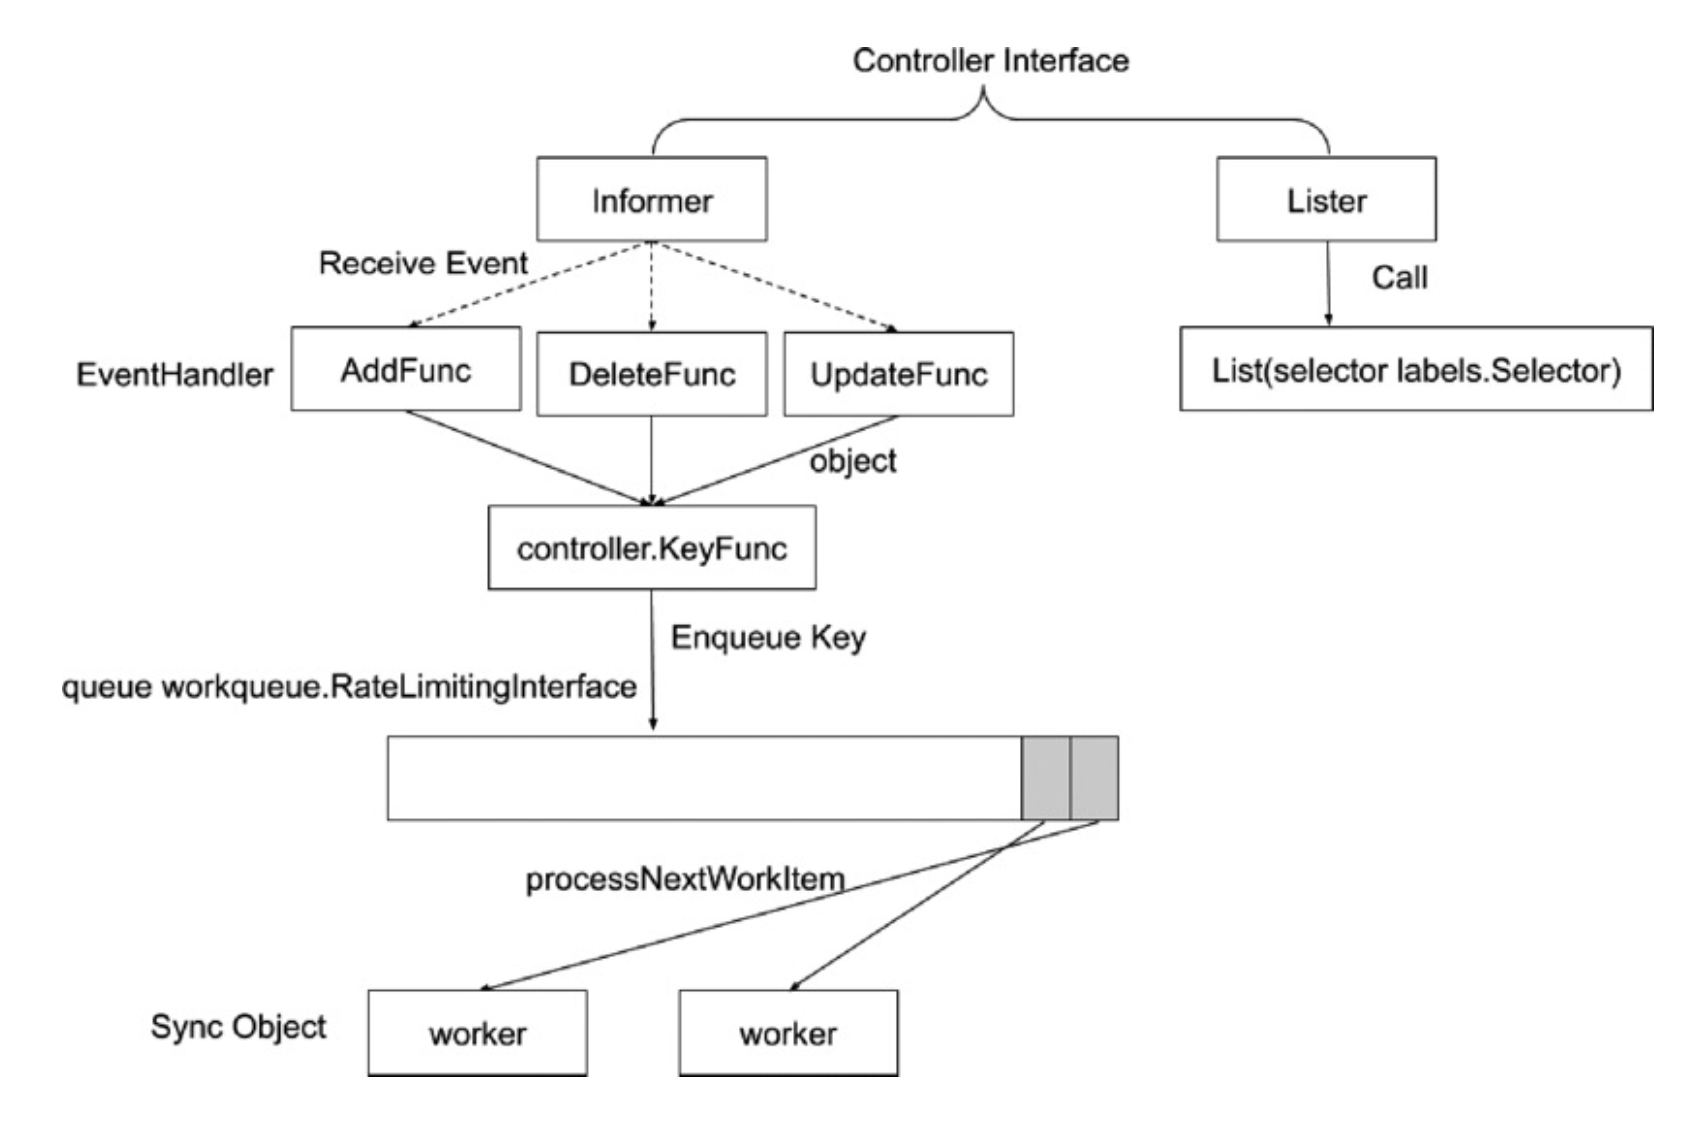 Controller Interface
Informer
Lister
Receive Event
Call
EventHandler
AddFunc
DeleteFunc
UpdateFunc
List(selector labels.Selector)
object
controller.KeyFunc
Enqueue Key
queue workqueue.RateLimitingInterface
processNextWorkItem
Sync Object
worker
worker